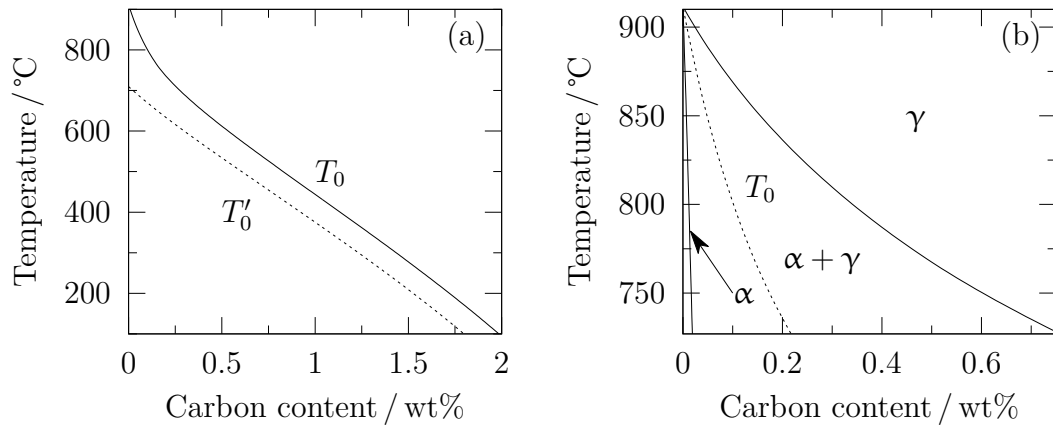 (a)
Temperature / °C
800
600
400
200
T₀
T₀′
0
0.5
1
1.5
2
Carbon content / wt%
(b)
Temperature / °C
900
850
800
750
γ
T₀
α + γ
α
0
0.2
0.4
0.6
Carbon content / wt%